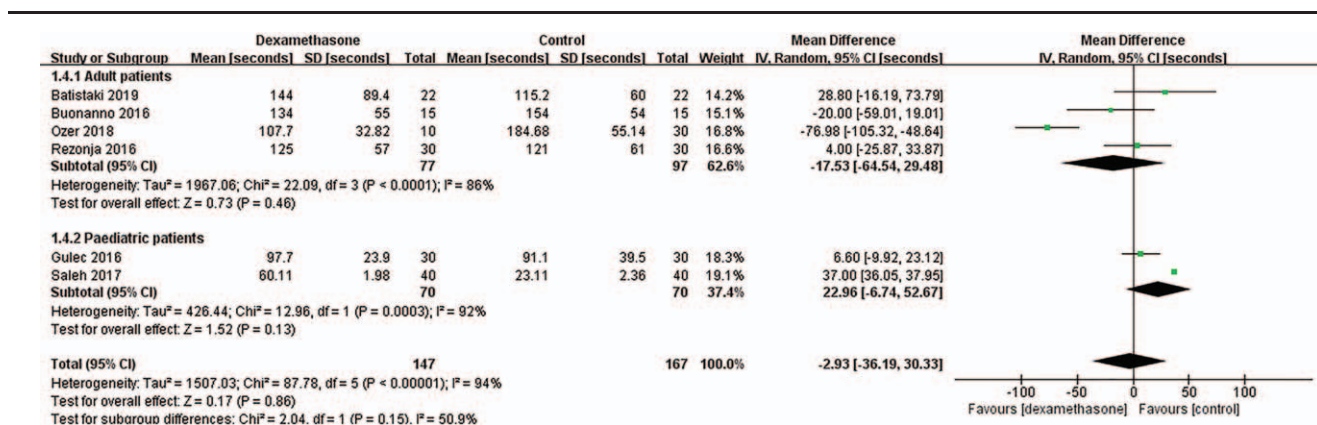 Dexamethasone Control Mean Difference Mean Difference
Study or Subgroup Mean [seconds] SD [seconds] Total Mean [seconds] SD [seconds] Total Weight IV, Random, 95% CI [seconds] IV, Random, 95% CI [seconds]
1.4.1 Adult patients
Batistaki 2019 144 89.4 22 115.2 60 22 14.2% 28.80 [-16.19, 73.79]
Buonanno 2016 134 55 15 154 54 15 15.1% -20.00 [-59.01, 19.01]
Ozer 2018 107.7 32.82 10 184.68 55.14 30 16.8% -76.98 [-105.32, -48.64]
Rezonja 2016 125 57 30 121 61 30 16.6% 4.00 [-25.87, 33.87]
Subtotal (95% CI) 77 97 62.6% -17.53 [-64.54, 29.48]
Heterogeneity: Tau² = 1967.06; Chi² = 22.09, df = 3 (P < 0.0001); I² = 86%
Test for overall effect: Z = 0.73 (P = 0.46)
1.4.2 Paediatric patients
Gulec 2016 97.7 23.9 30 91.1 39.5 30 18.3% 6.60 [-9.92, 23.12]
Saleh 2017 60.11 1.98 40 23.11 2.36 40 19.1% 37.00 [36.05, 37.95]
Subtotal (95% CI) 70 70 37.4% 22.96 [-6.74, 52.67]
Heterogeneity: Tau² = 426.44; Chi² = 12.96, df = 1 (P = 0.0003); I² = 92%
Test for overall effect: Z = 1.52 (P = 0.13)
Total (95% CI) 147 167 100.0% -2.93 [-36.19, 30.33]
Heterogeneity: Tau² = 1507.03; Chi² = 87.78, df = 5 (P < 0.00001); I² = 94%
Test for overall effect: Z = 0.17 (P = 0.86)
Test for subgroup differences: Chi² = 2.04, df = 1 (P = 0.15), I² = 50.9%
-100 -50 0 50 100
Favours [dexamethasone] Favours [control]